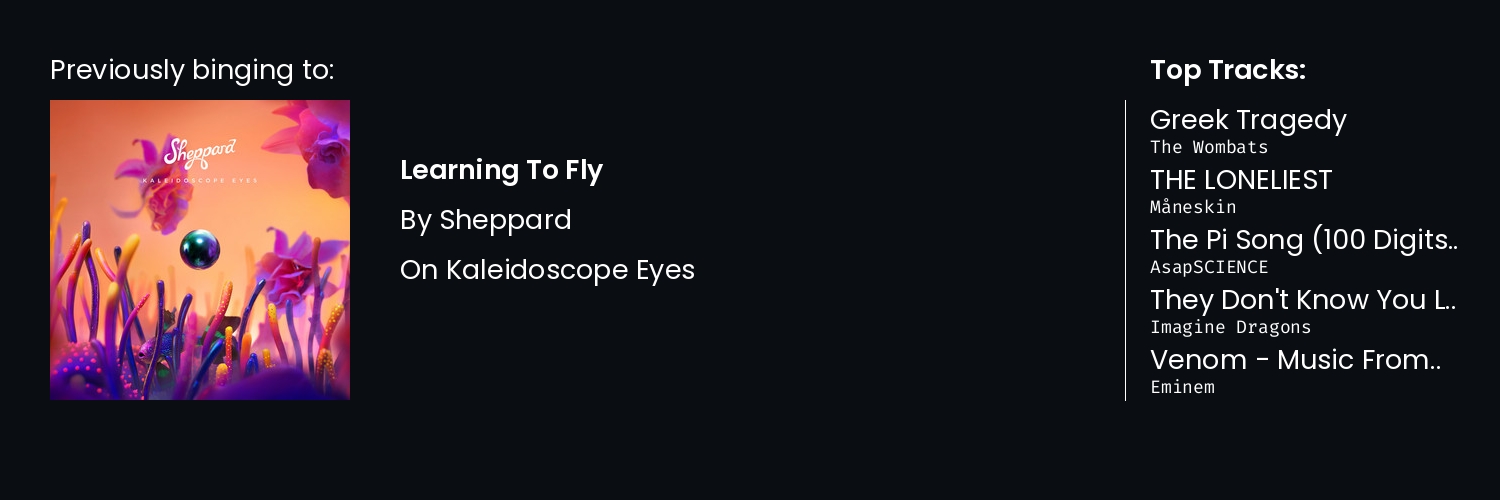 Previously binging to:
Sheppard
KALEIDOSCOPE EYES
Learning To Fly
By Sheppard
On Kaleidoscope Eyes
Top Tracks:
Greek Tragedy
The Wombats
THE LONELIEST
Måneskin
The Pi Song (100 Digits..
AsapSCIENCE
They Don't Know You L..
Imagine Dragons
Venom - Music From..
Eminem